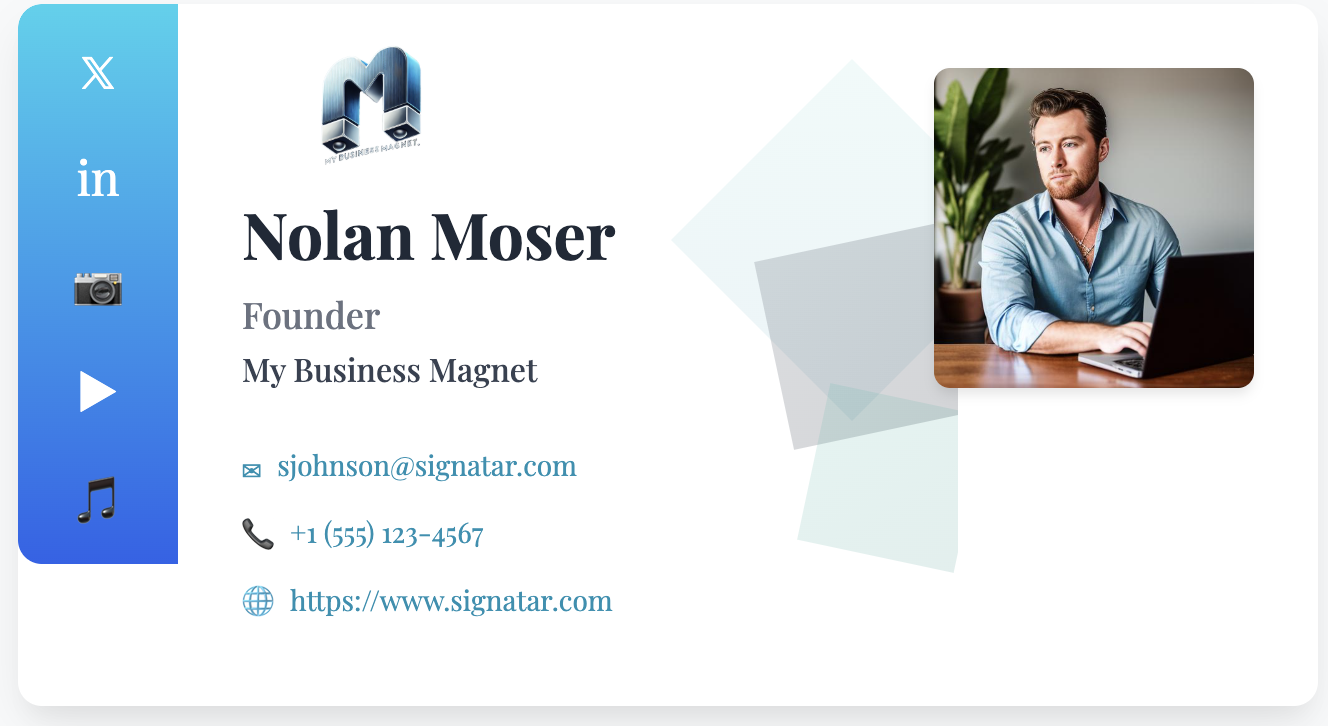 𝕏
in
MY BUSINESS MAGNET.
Nolan Moser
Founder
My Business Magnet
sjohnson@signatar.com
+1 (555) 123-4567
https://www.signatar.com